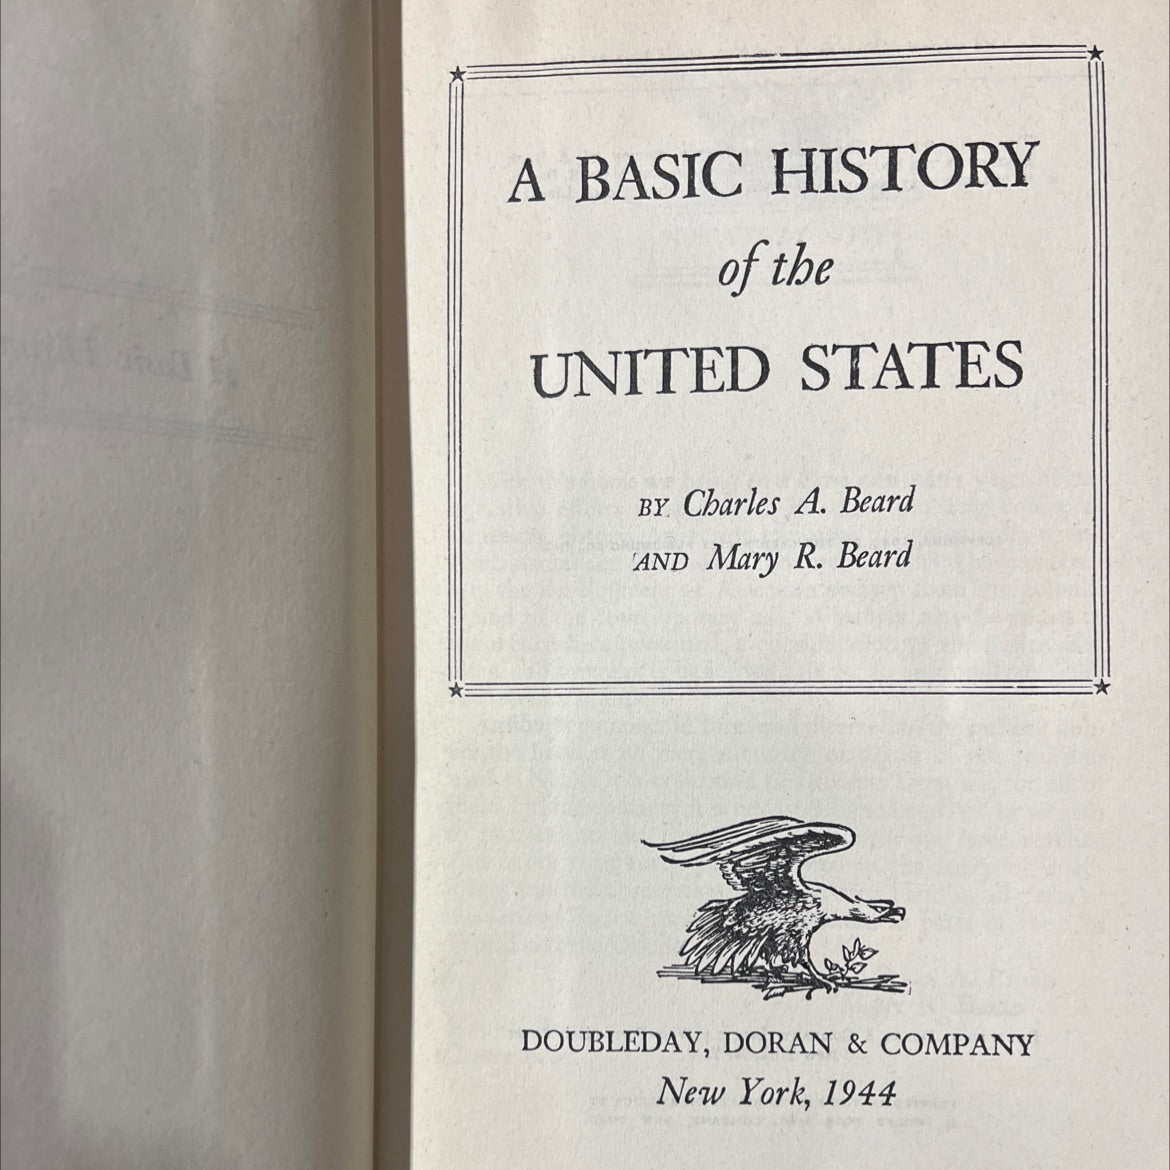 A BASIC HISTORY
of the
UNITED STATES
BY Charles A. Beard
AND Mary R. Beard
DOUBLEDAY, DORAN & COMPANY
New York, 1944